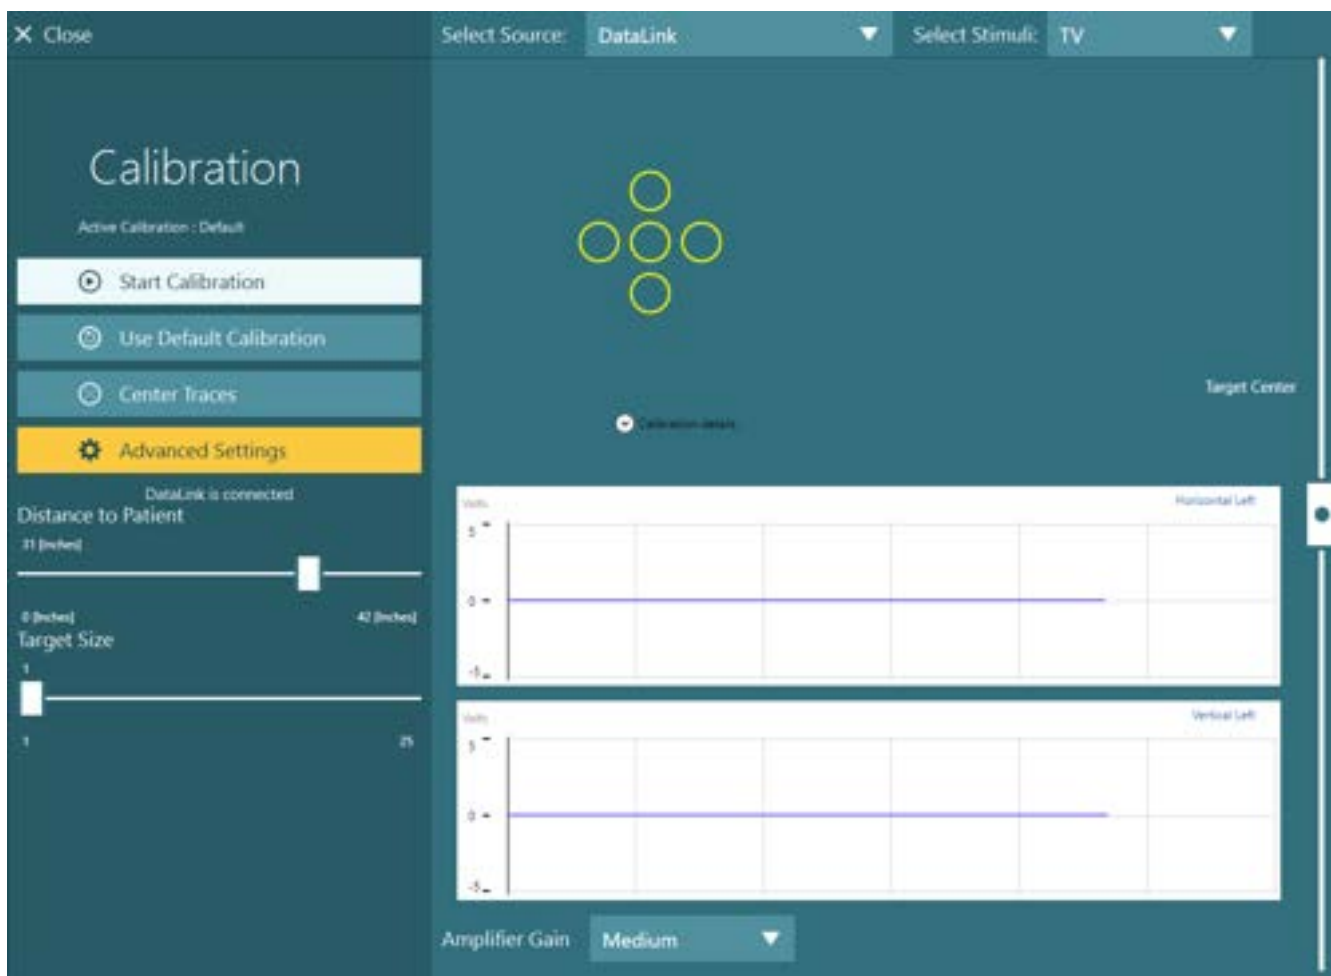 Close
Select Source:
DataLink
Select Stimuli:
TV
Calibration
Active Calibration : Default
Start Calibration
Use Default Calibration
Center Traces
Advanced Settings
DataLink is connected
Distance to Patient
31 [Inches]
0 [Inches]
42 [Inches]
Target Size
1
1
25
Target Center
Calibration details
Volts
Horizontal Left
5
0
-5
Volts
Vertical Left
5
0
-5
Amplifier Gain
Medium